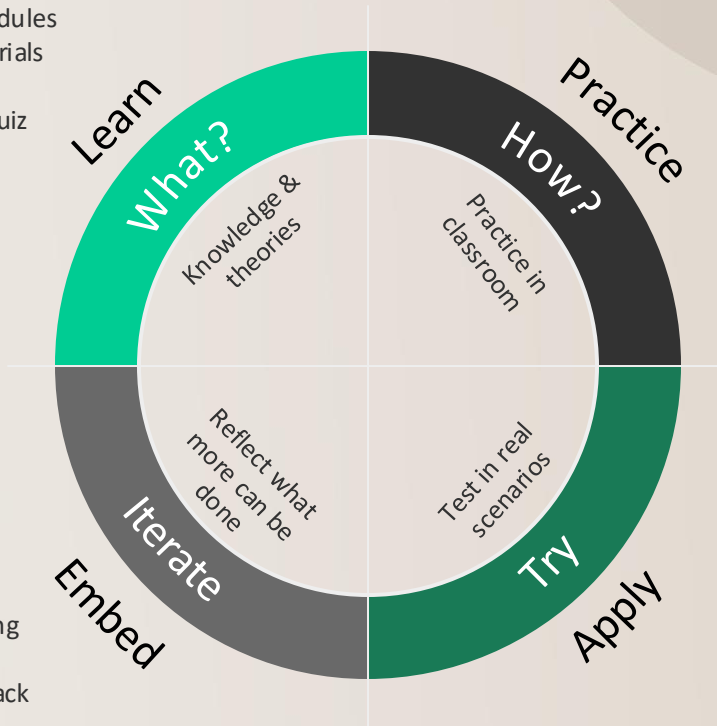 Learn
What?
Knowledge &
theories
Practice
How?
Practice in
classroom
Apply
Try
Test in real
scenarios
Embed
Iterate
Reflect what
more can be
done